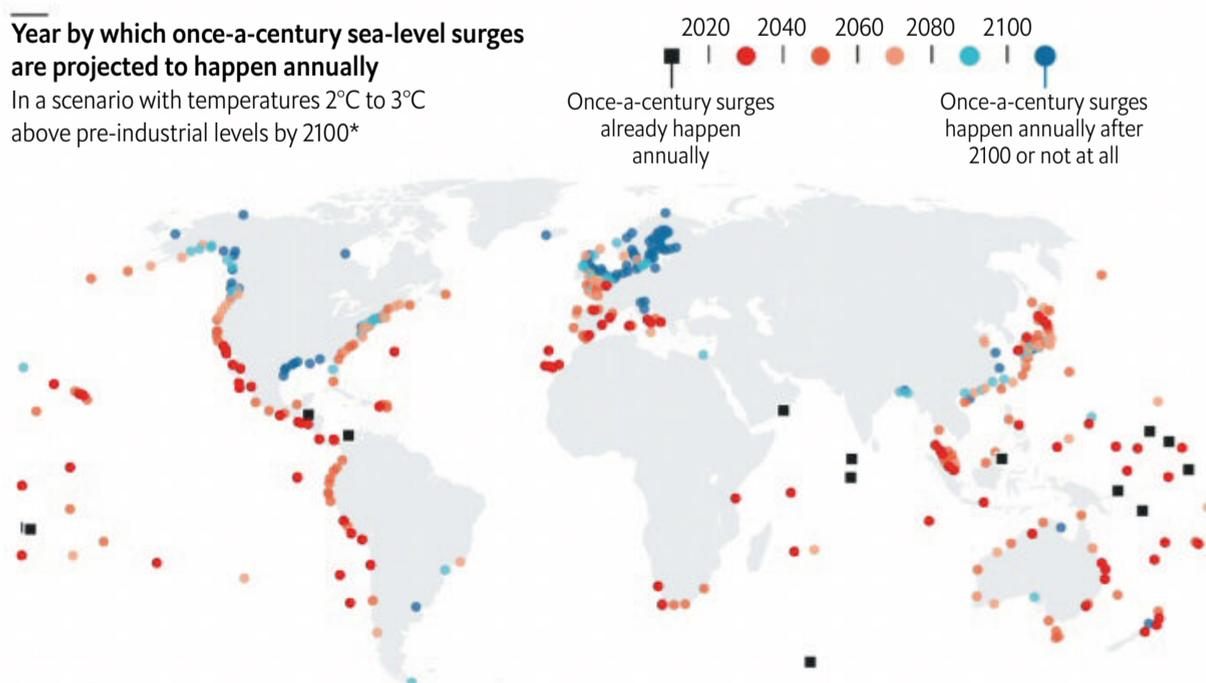 Year by which once-a-century sea-level surges
are projected to happen annually
In a scenario with temperatures 2°C to 3°C
above pre-industrial levels by 2100*
2020 2040 2060 2080 2100
Once-a-century surges
already happen
annually
Once-a-century surges
happen annually after
2100 or not at all